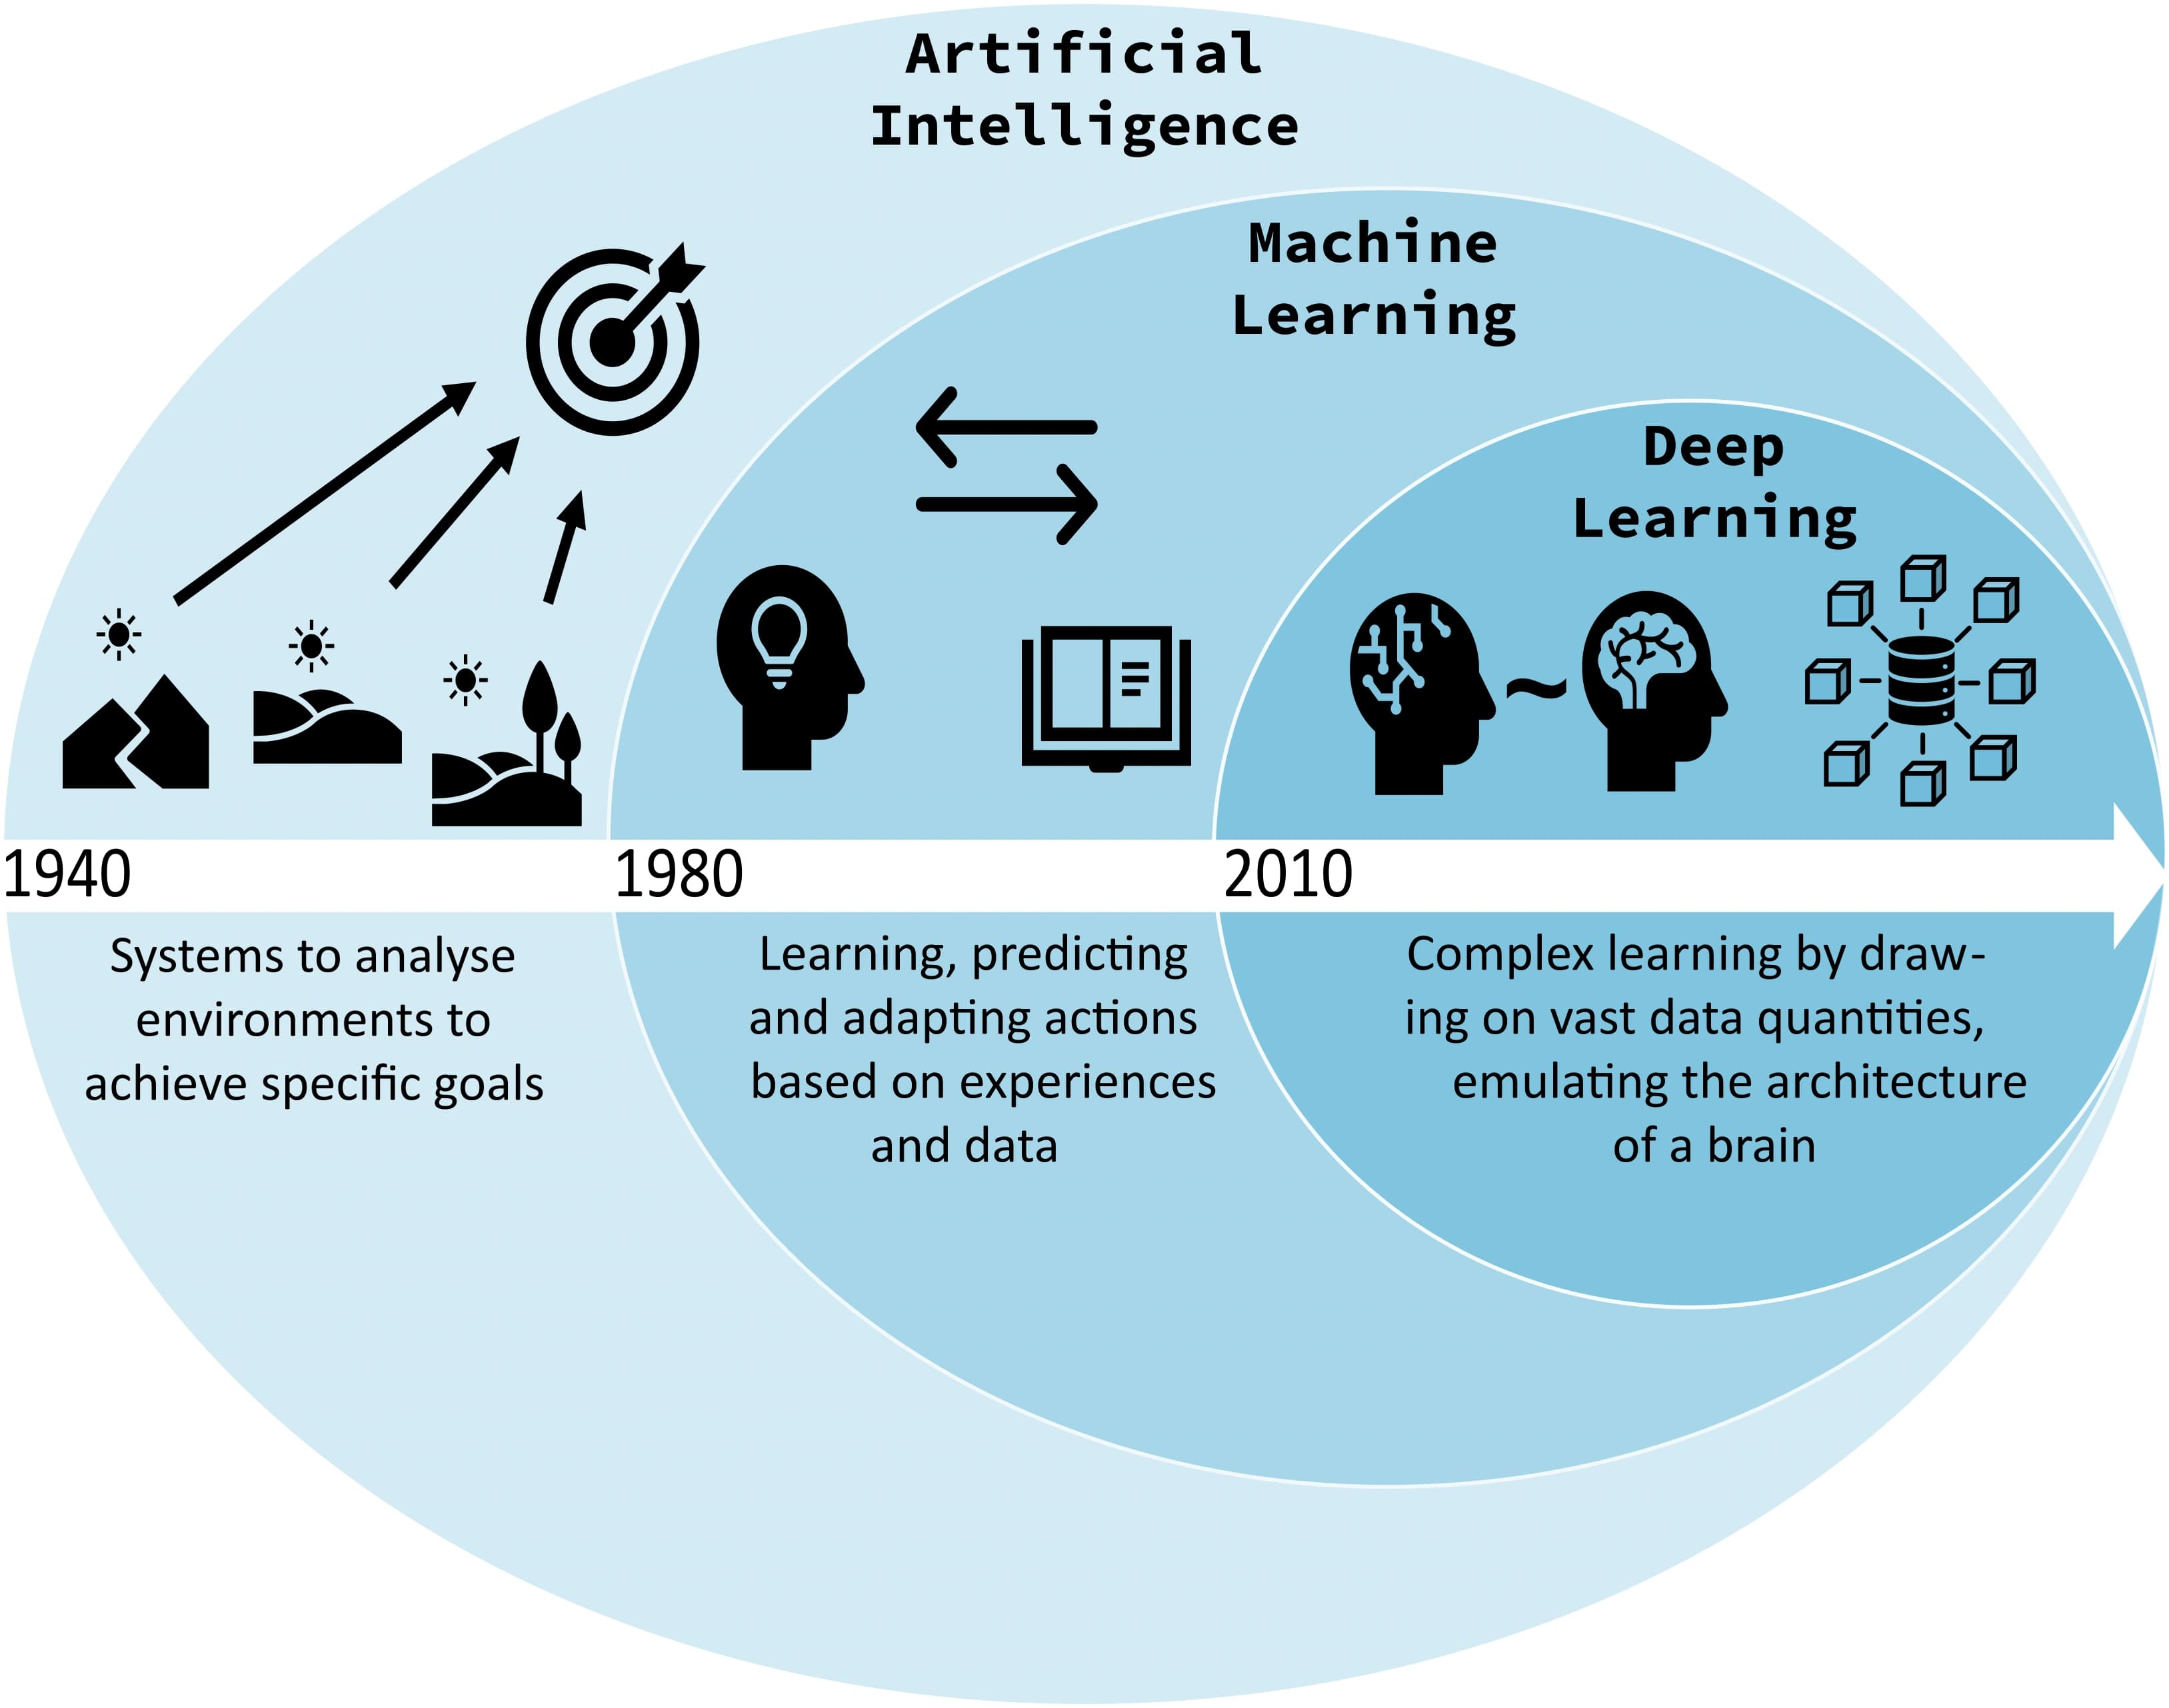 Artificial
Intelligence
Machine
Learning
Deep
Learning
1940
1980
2010
Systems to analyse
environments to
achieve specific goals
Learning, predicting
and adapting actions
based on experiences
and data
Complex learning by draw-
ing on vast data quantities,
emulating the architecture
of a brain